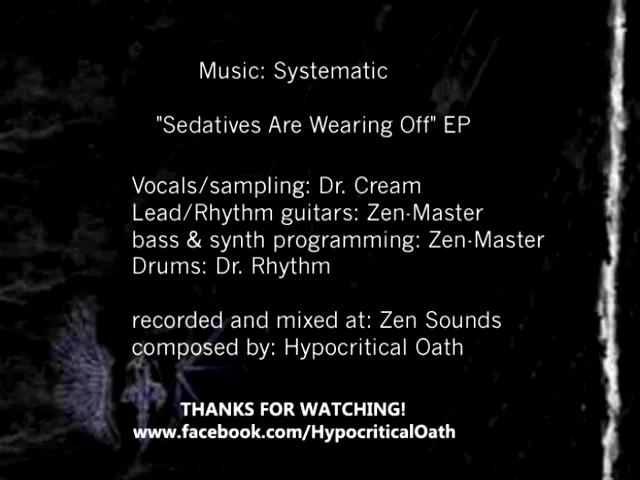 Music: Systematic
"Sedatives Are Wearing Off" EP
Vocals/sampling: Dr. Cream
Lead/Rhythm guitars: Zen-Master
bass & synth programming: Zen-Master
Drums: Dr. Rhythm
recorded and mixed at: Zen Sounds
composed by: Hypocritical Oath
THANKS FOR WATCHING!
www.facebook.com/HypocriticalOath